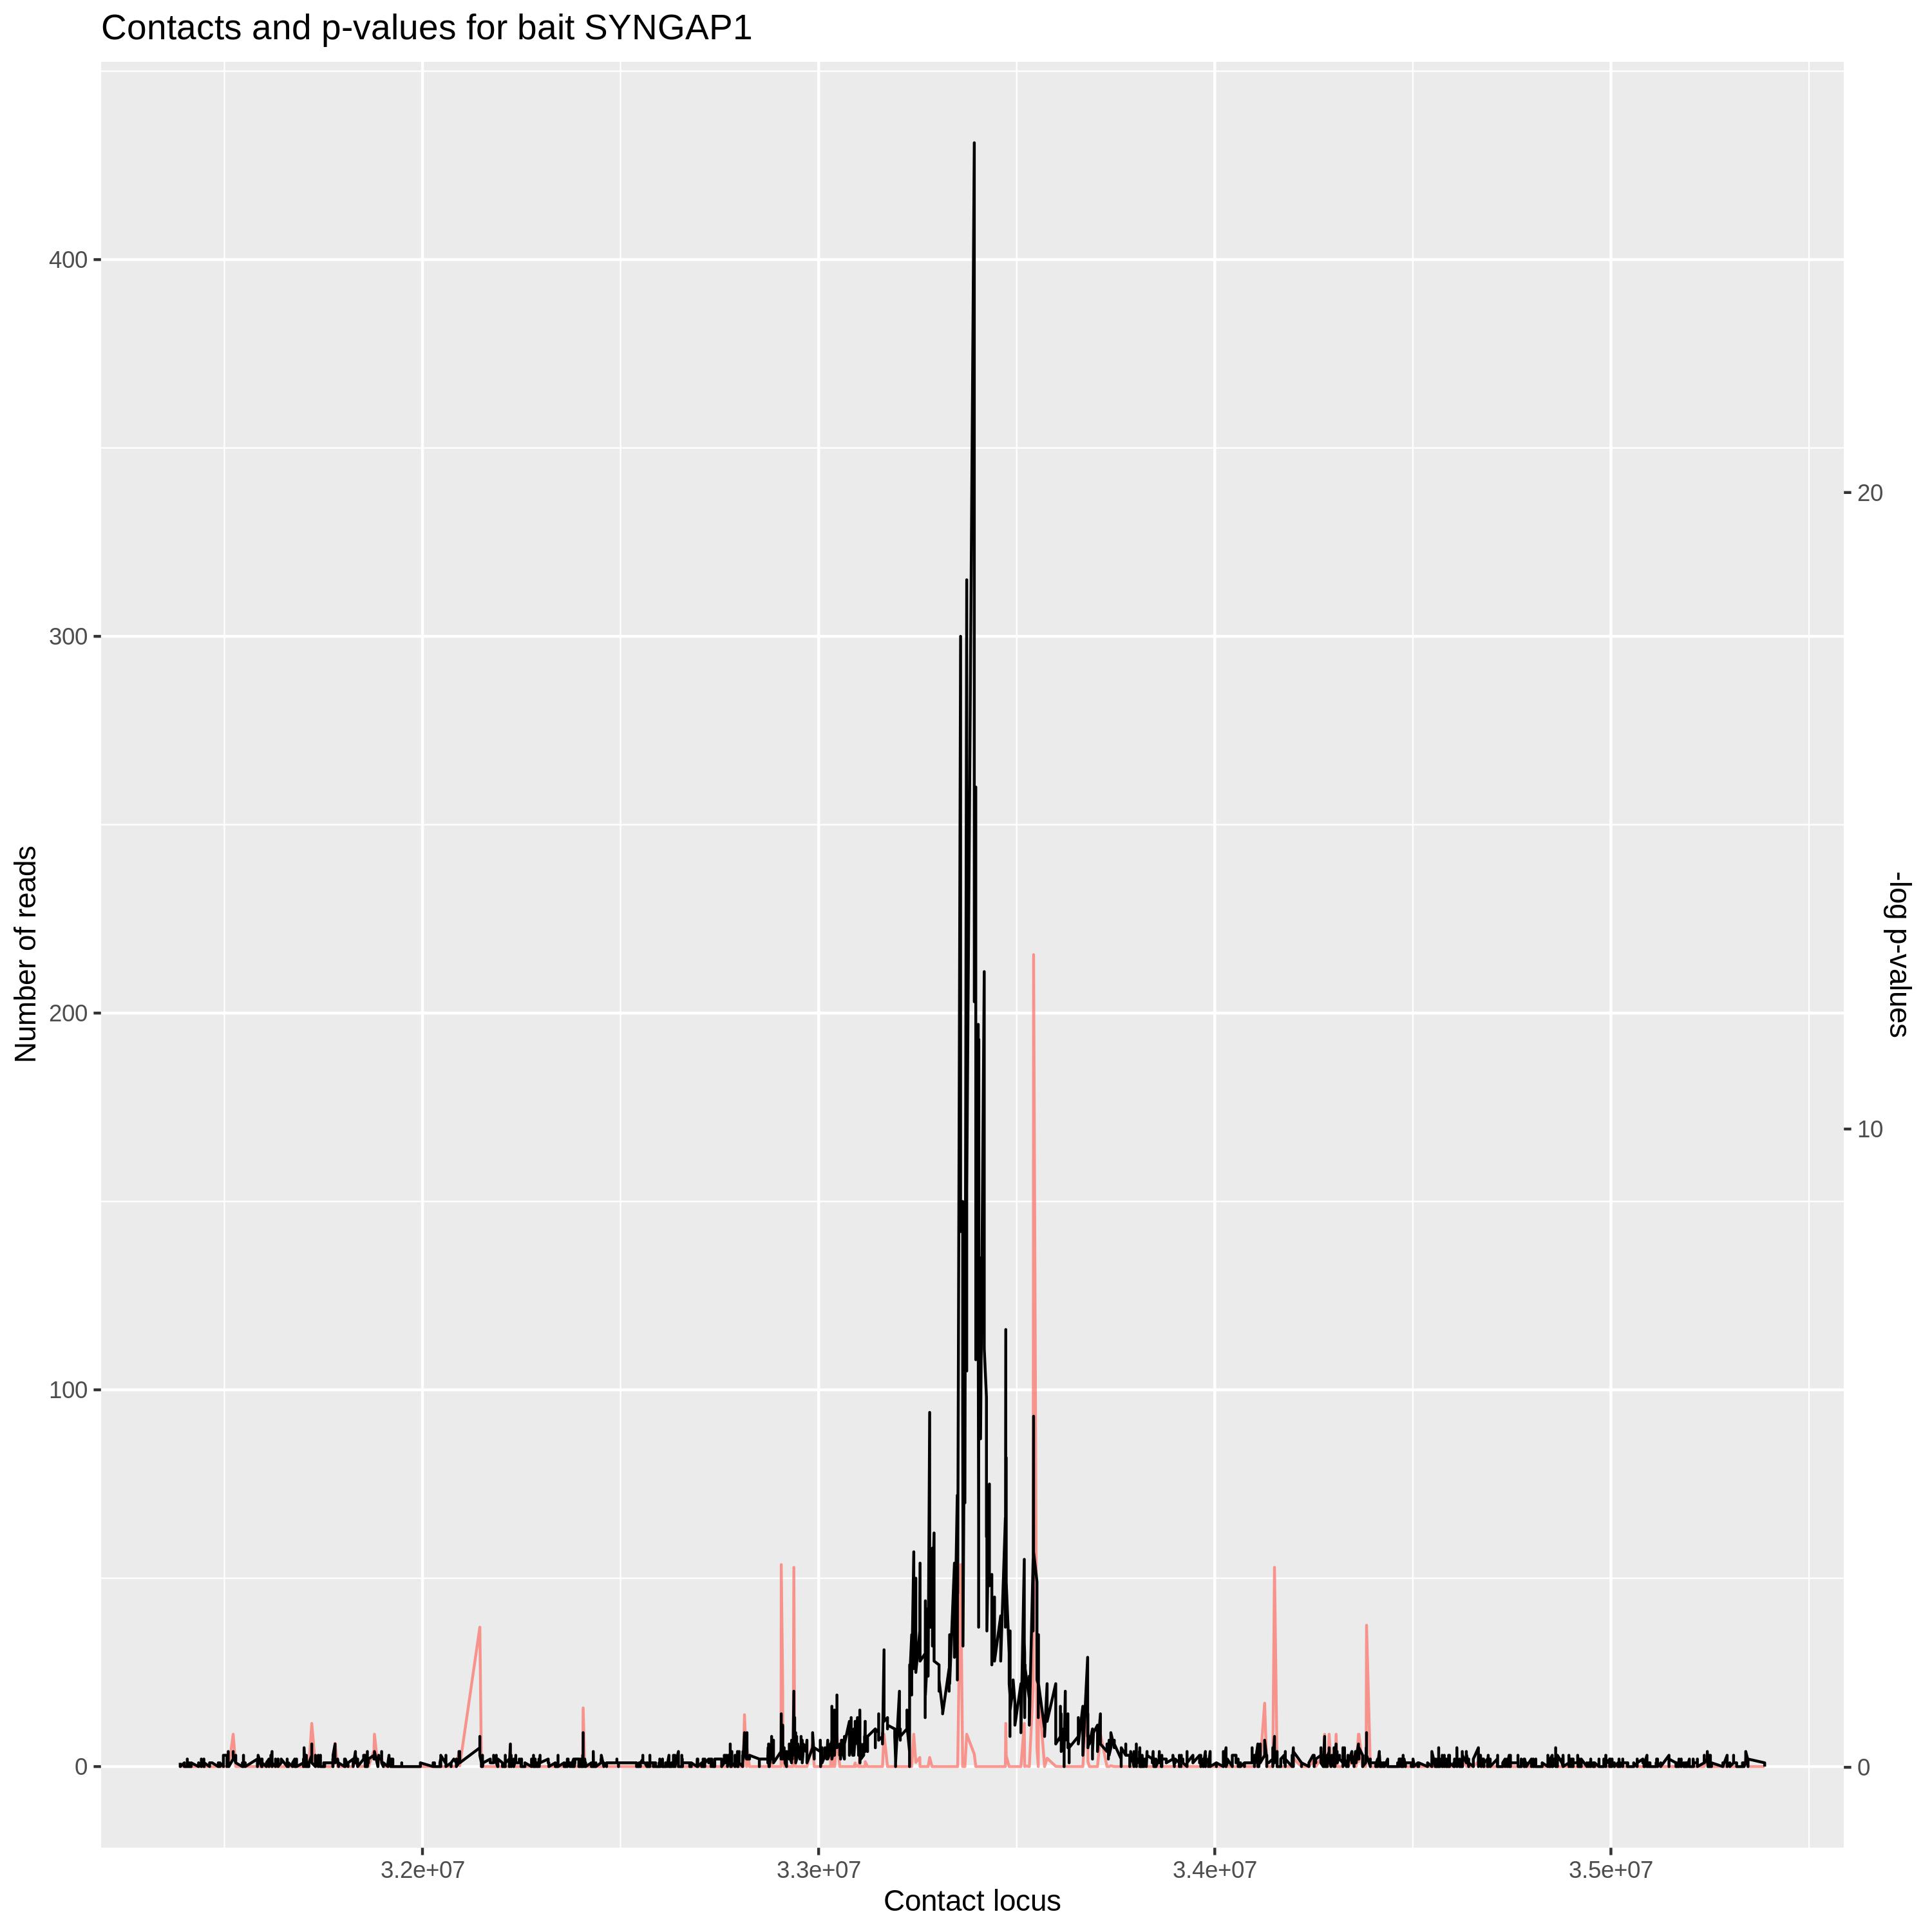 Contacts and p-values for bait SYNGAP1
400
300
200
100
0
Number of reads
20
10
0
-log p-values
3.2e+07
3.3e+07
3.4e+07
3.5e+07
Contact locus